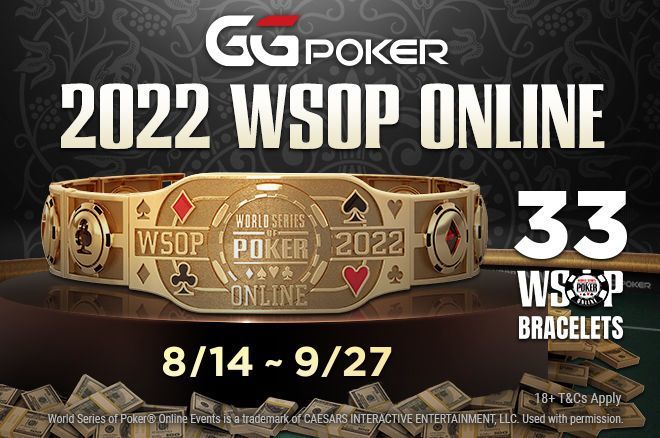 GGPOKER
2022 WSOP ONLINE
WSOP
WORLD SERIES
OF
POKER
ONLINE
2022
33
WSOP
BRACELETS
POKER
8/14 ~ 9/27
18+ T&Cs Apply
World Series of Poker® Online Events is a trademark of CAESARS INTERACTIVE ENTERTAINMENT, LLC. Used with permission.